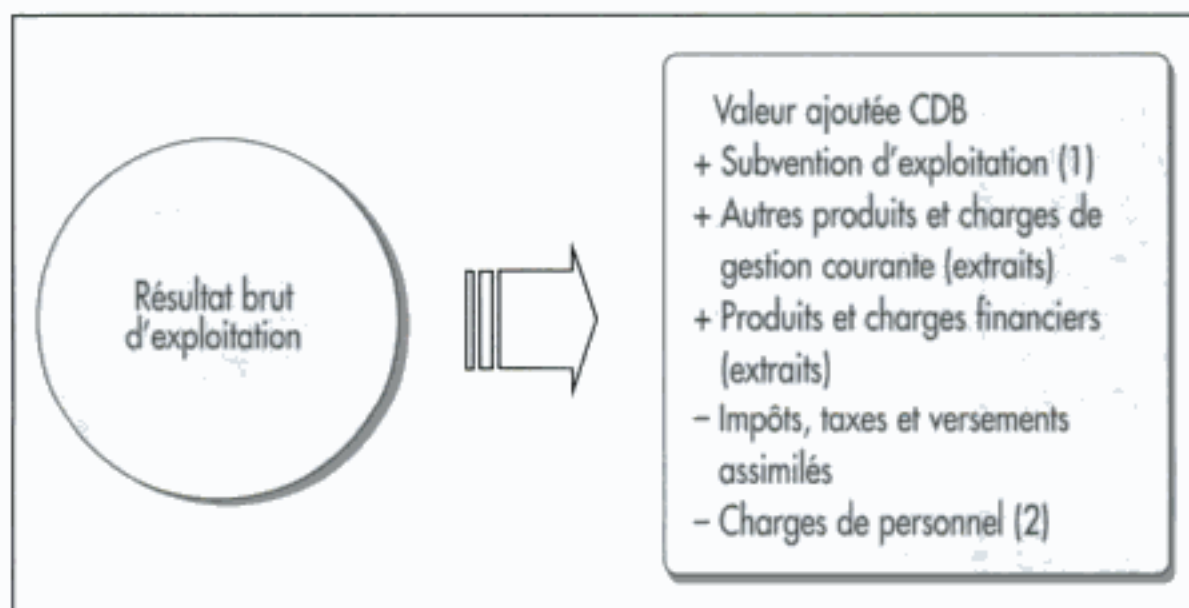 Résultat brut
d'exploitation
Valeur ajoutée CDB
+ Subvention d'exploitation (1)
+ Autres produits et charges de
gestion courante (extraits)
+ Produits et charges financiers
(extraits)
– Impôts, taxes et versements
assimilés
– Charges de personnel (2)